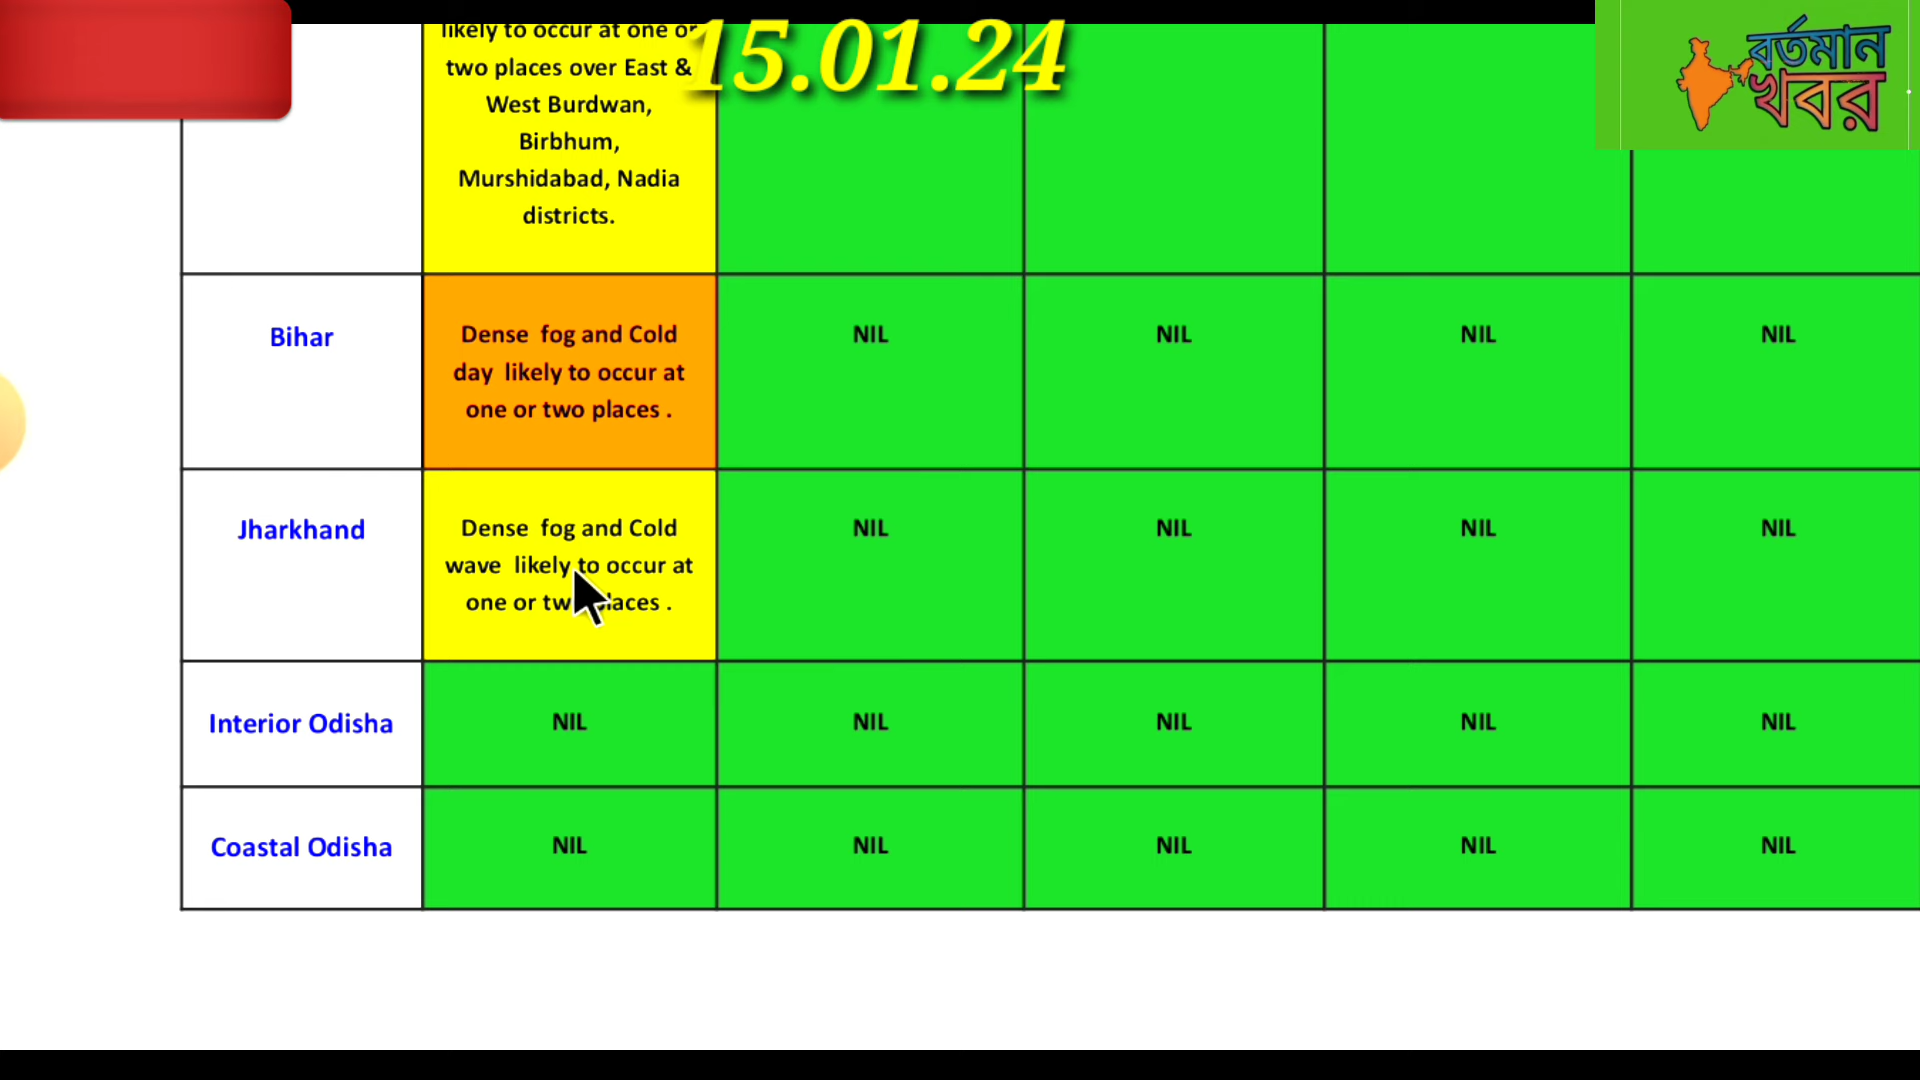 likely to occur at one or
two places over East &
West Burdwan,
Birbhum,
Murshidabad, Nadia
districts.
15.01.24
বর্তমান
খবর
Bihar
Dense fog and Cold
day likely to occur at
one or two places .
NIL
NIL
NIL
NIL
Jharkhand
Dense fog and Cold
wave likely to occur at
one or places .
NIL
NIL
NIL
NIL
Interior Odisha
NIL
NIL
NIL
NIL
NIL
Coastal Odisha
NIL
NIL
NIL
NIL
NIL